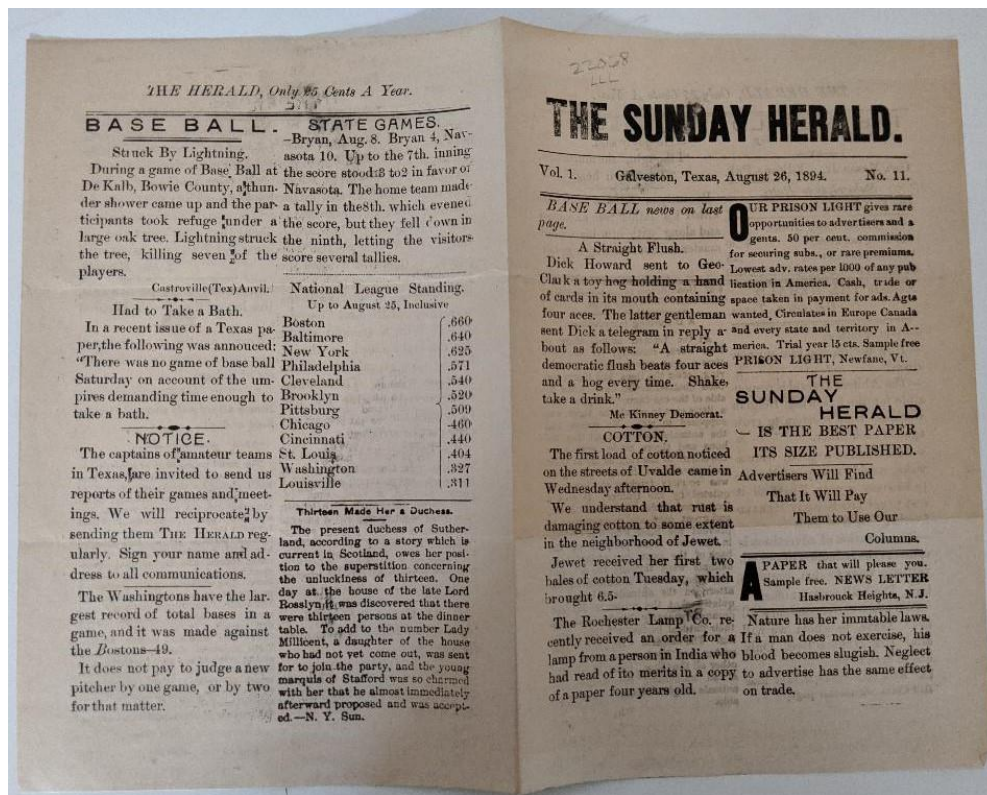 THE HERALD, Only 25 Cents A Year.
BASE BALL.
Struck By Lightning.
During a game of Base Ball at
De Kalb, Bowie County, a thun-
der shower came up and the par-
ticipants took refuge under a
large oak tree. Lightning struck
the tree, killing seven of the
players.
Castroville(Tex)Anvil.
Had to Take a Bath.
In a recent issue of a Texas pa-
per,the following was annouced:
"There was no game of base ball
Saturday on account of the um-
pires demanding time enough to
take a bath.
NOTICE.
The captains of amateur teams
in Texas, are invited to send us
reports of their games and meet-
ings. We will reciprocate by
sending them THE HERALD reg-
ularly. Sign your name and ad-
dress to all communications.
The Washingtons have the lar-
gest record of total bases in a
game, and it was made against
the Bostons—49.
It does not pay to judge a new
pitcher by one game, or by two
for that matter.
STATE GAMES.
-Bryan, Aug. 8. Bryan 4, Nav-
asota 10. Up to the 7th. inning
the score stood:8 to2 in favor of
Navasota. The home team made
a tally in the8th. which evened
the score, but they fell down in
the ninth, letting the visitors
score several tallies.
National League Standing.
Up to August 25, Inclusive
Boston .660
Baltimore .640
New York .625
Philadelphia .571
Cleveland .540
Brooklyn .520
Pittsburg .509
Chicago -460
Cincinnati .440
St. Louis .404
Washington .327
Louisville .311
Thirteen Made Her a Duchess.
The present duchess of Suther-
land, according to a story which is
current in Scotland, owes her posi-
tion to the superstition concerning
the unluckiness of thirteen. One
day at the house of the late Lord
Rosslyn,it was discovered that there
were thirteen persons at the dinner
table. To add to the number Lady
Millicent, a daughter of the house
who had not yet come out, was sent
for to join the party, and the young
marquis of Stafford was so charmed
with her that he almost immediately
afterward proposed and was accept-
ed.—N. Y. Sun.
22068
LLL
THE SUNDAY HERALD.
Vol. 1. Galveston, Texas, August 26, 1894. No. 11.
BASE BALL news on last
page.
A Straight Flush.
Dick Howard sent to Geo-
Clark a toy hog holding a hand
of cards in its mouth containing
four aces. The latter gentleman
sent Dick a telegram in reply a-
bout as follows: "A straight
democratic flush beats four aces
and a hog every time. Shake,
take a drink."
Mc Kinney Democrat.
COTTON.
The first load of cotton noticed
on the streets of Uvalde came in
Wednesday afternoon.
We understand that rust is
damaging cotton to some extent
in the neighborhood of Jewet.
Jewet received her first two
bales of cotton Tuesday, which
brought 6.5-
The Rochester Lamp Co. re-
cently received an order for a
lamp from a person in India who
had read of ito merits in a copy
of a paper four years old.
OUR PRISON LIGHT gives rare
opportunities to advertisers and a
gents. 50 per cent. commission
for securing subs., or rare premiums.
Lowest adv. rates per 1000 of any pub
lication in America. Cash, trade or
space taken in payment for ads. Agts
wanted. Circulates in Europe Canada
and every state and territory in A--
merica. Trial year 15 cts. Sample free
PRISON LIGHT, Newfane, Vt.
THE
SUNDAY
HERALD
IS THE BEST PAPER
ITS SIZE PUBLISHED.
Advertisers Will Find
That It Will Pay
Them to Use Our
Columns.
A PAPER that will please you.
Sample free. NEWS LETTER
Hasbrouck Heights, N.J.
Nature has her immtable laws.
If a man does not exercise, his
blood becomes slugish. Neglect
to advertise has the same effect
on trade.